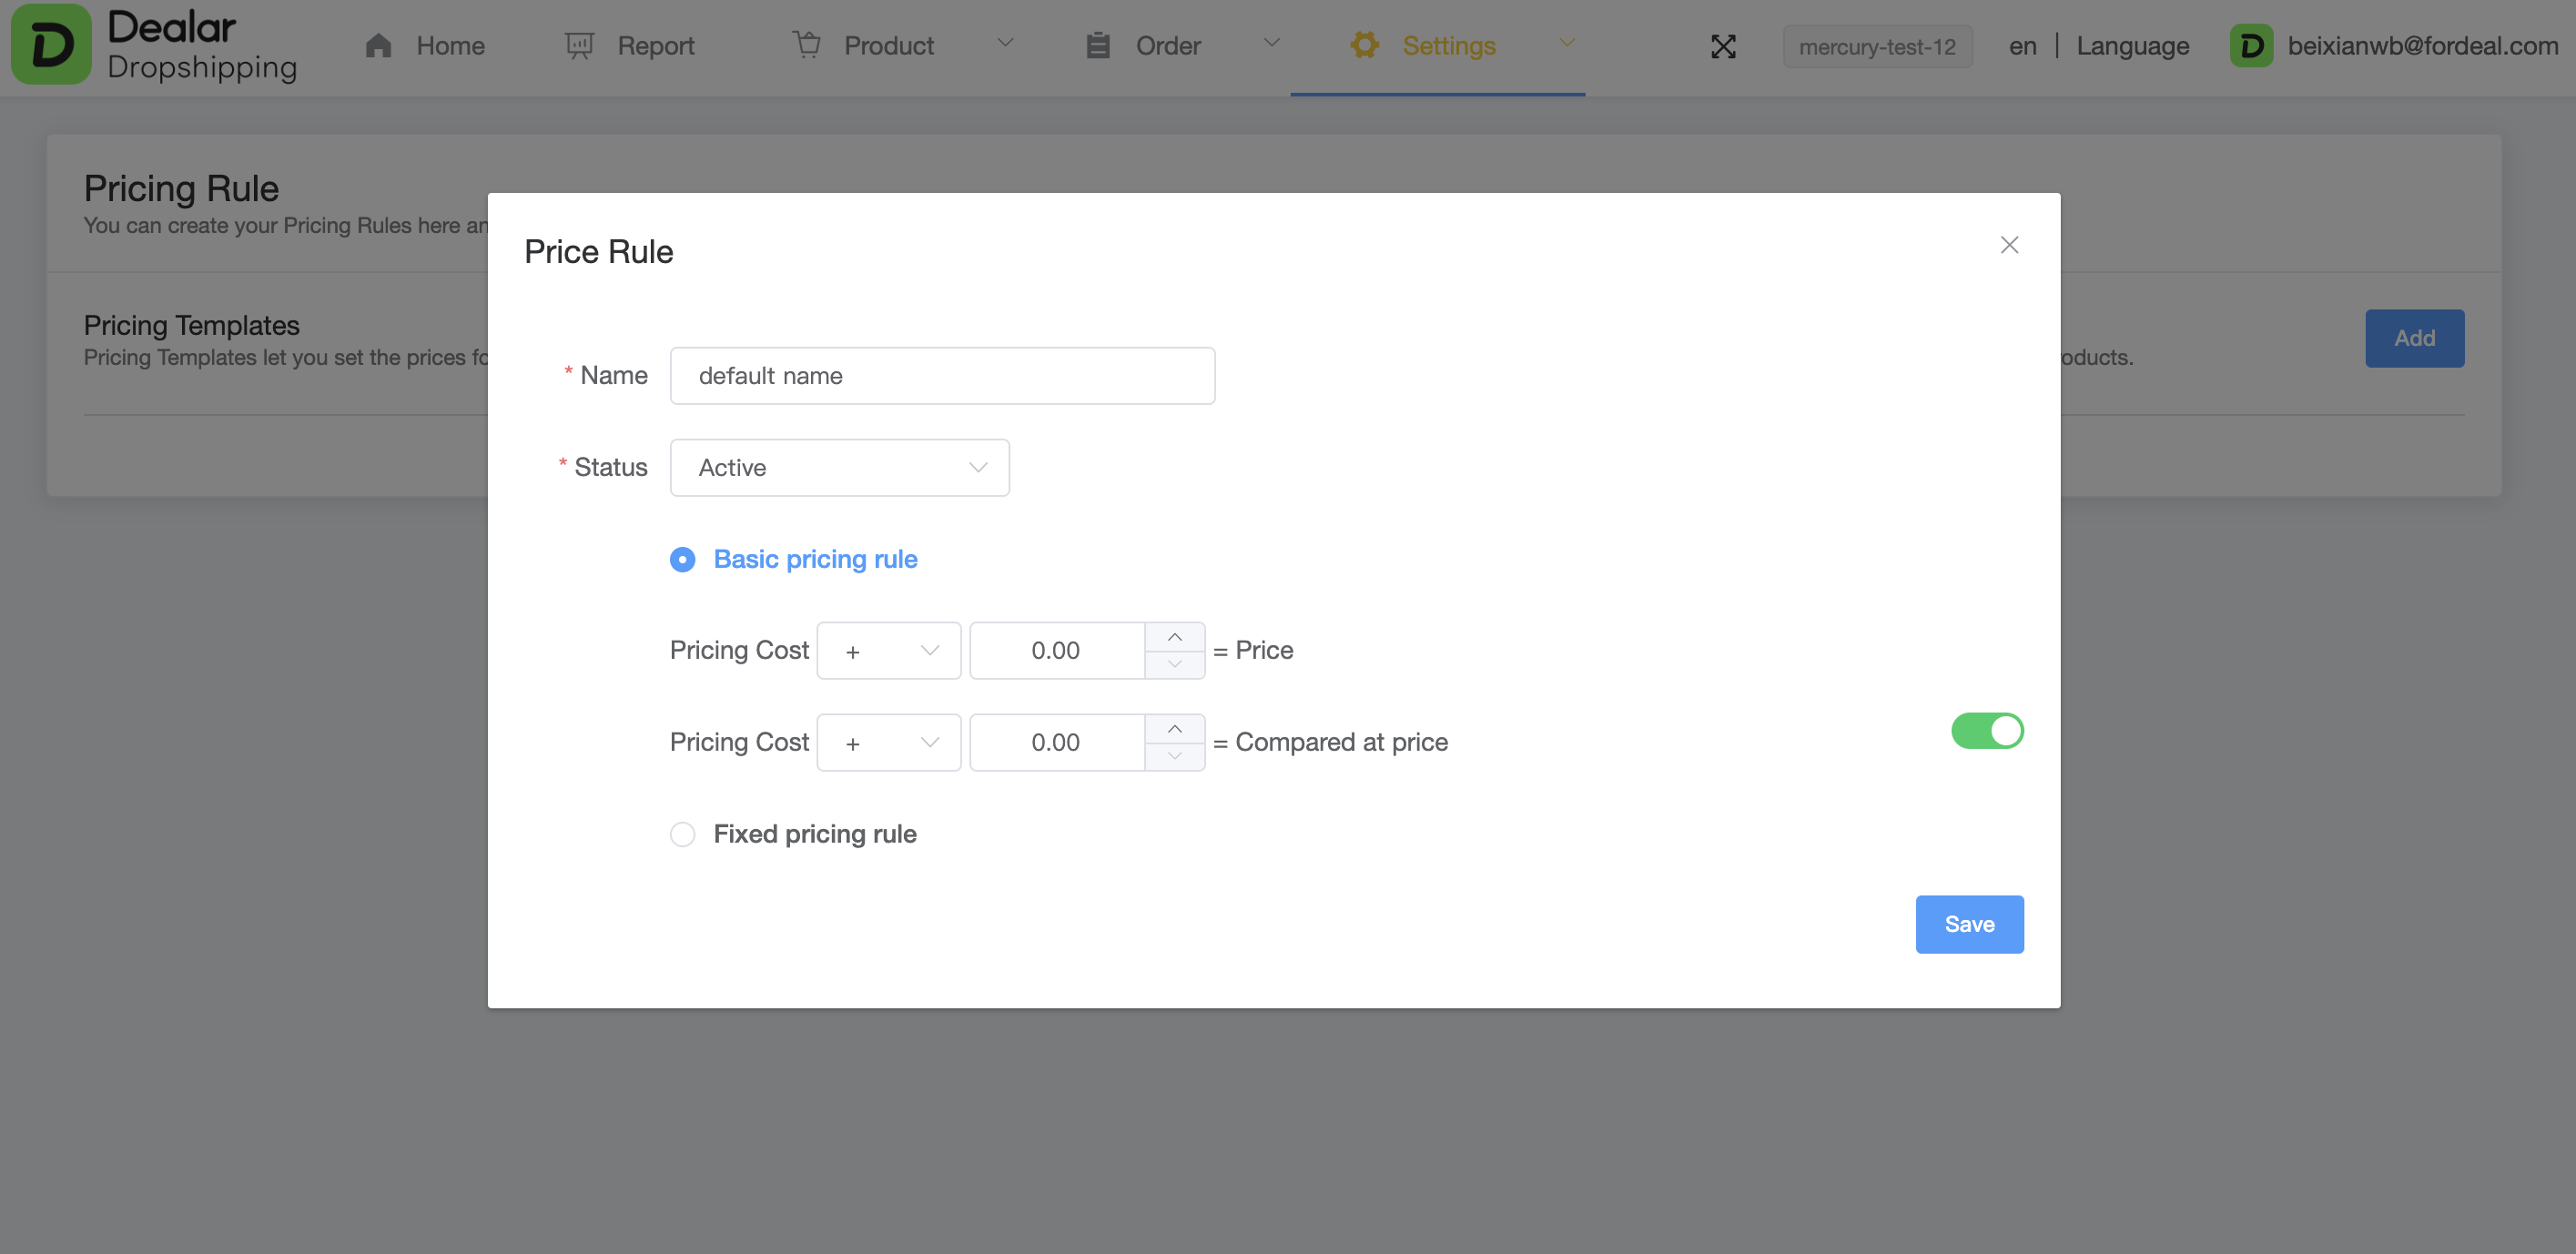 Dealar
Dropshipping
Home
Report
Product
Order
Settings
mercury-test-12
en | Language
beixianwb@fordeal.com
Pricing Rule
You can create your Pricing Rules here an
Price Rule
Pricing Templates
Pricing Templates let you set the prices fo
oducts.
Add
* Name default name
* Status Active
Basic pricing rule
Pricing Cost + 0.00 = Price
Pricing Cost + 0.00 = Compared at price
Fixed pricing rule
Save